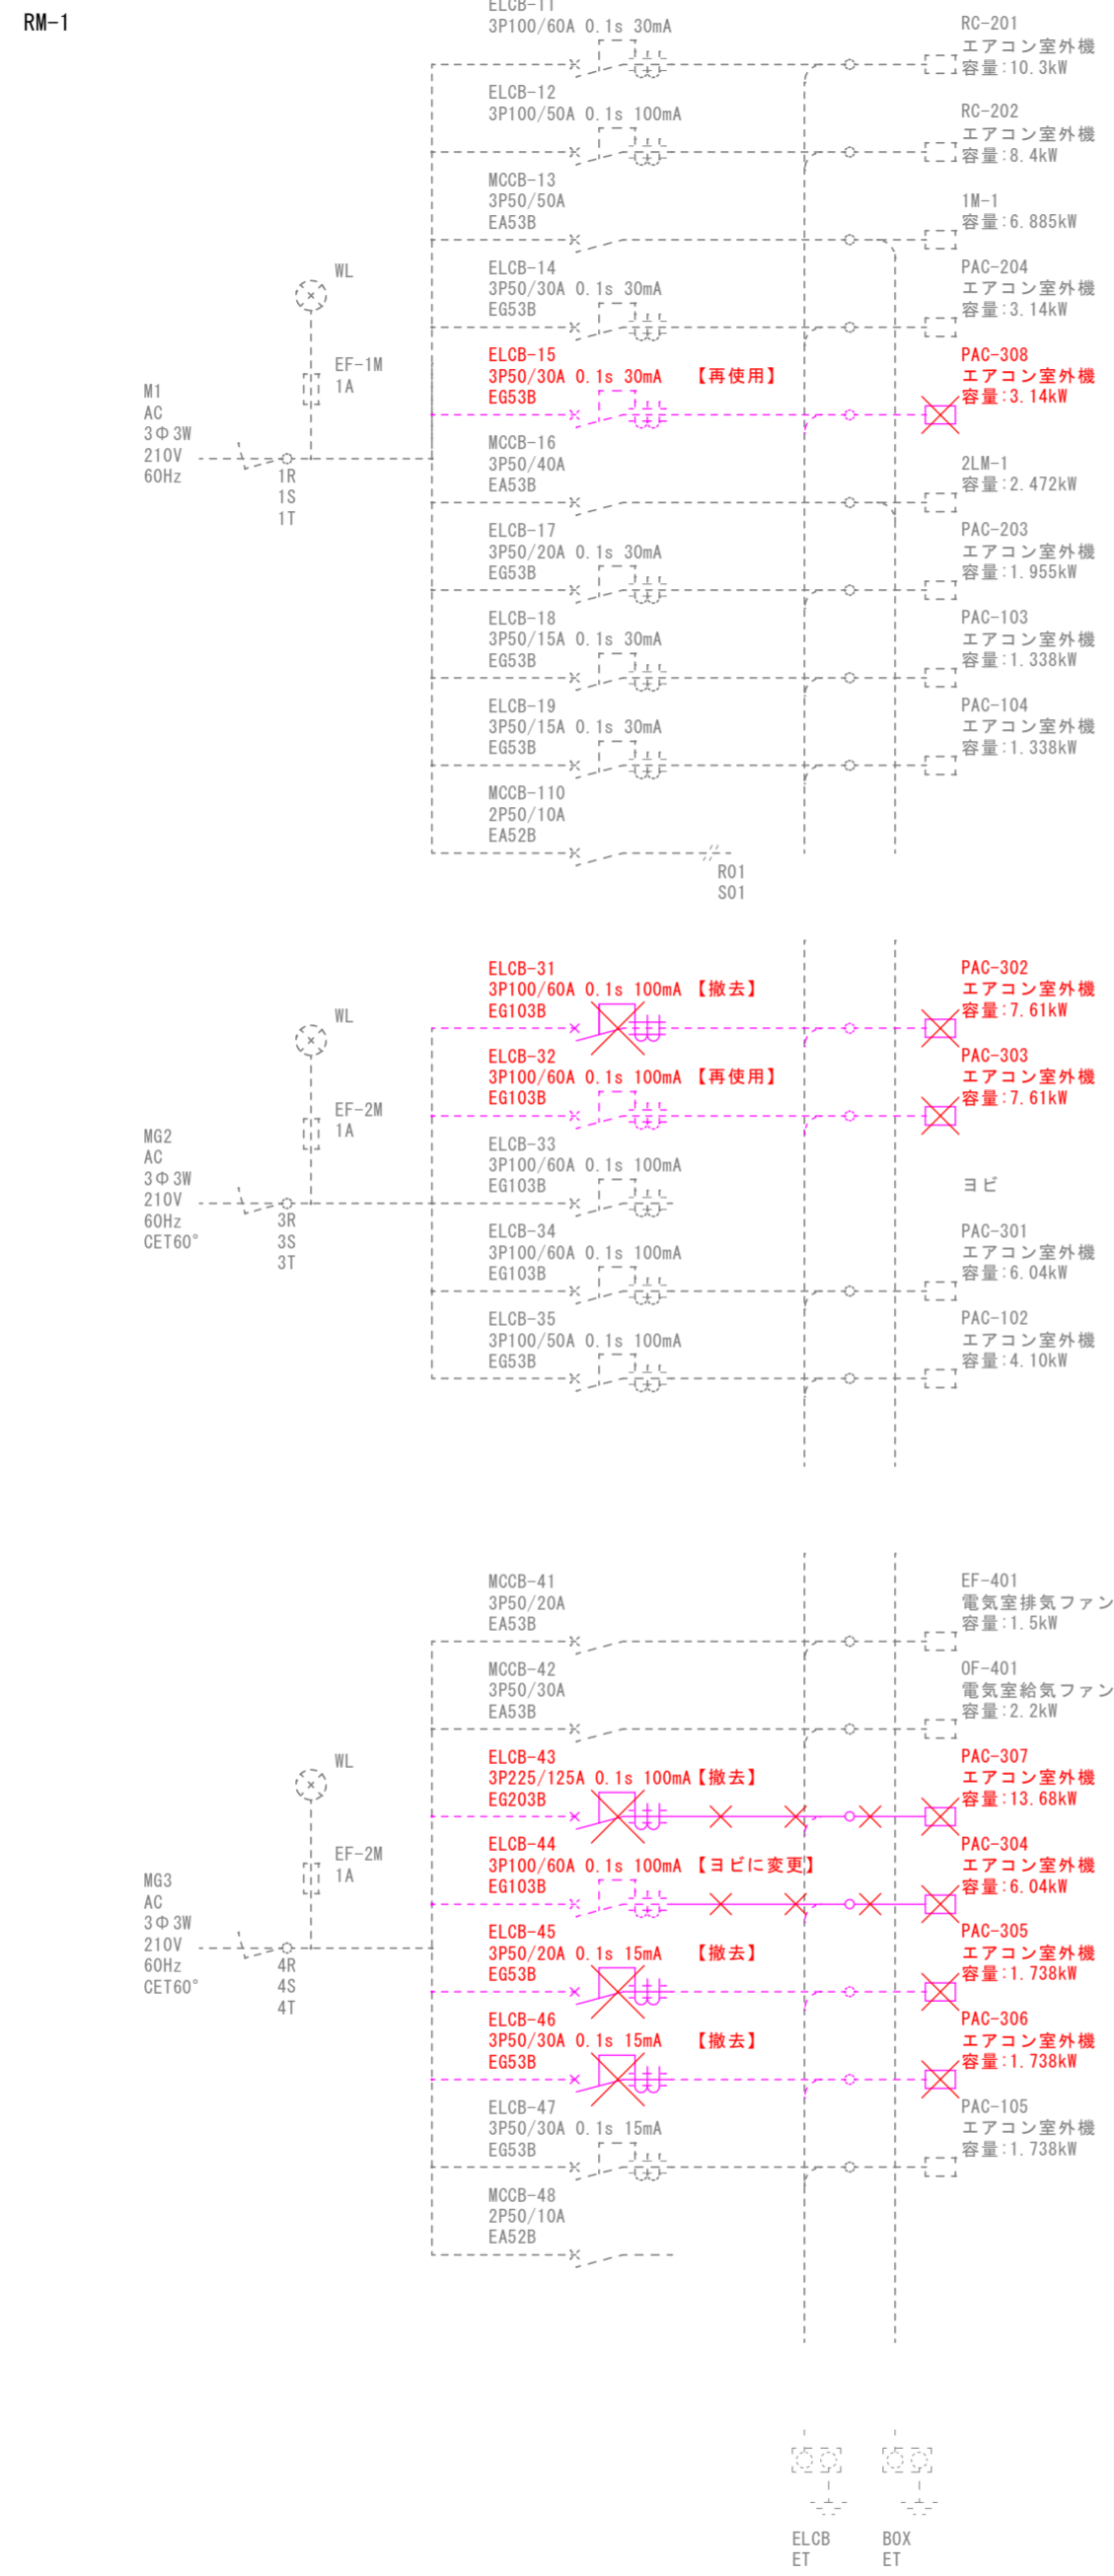 RM-1
ELCB-11
3P100/60A 0.1s 30mA
RC-201
エアコン室外機
容量:10.3kW
ELCB-12
3P100/50A 0.1s 100mA
RC-202
エアコン室外機
容量:8.4kW
MCCB-13
3P50/50A
EA53B
1M-1
容量:6.885kW
ELCB-14
3P50/30A 0.1s 30mA
EG53B
PAC-204
エアコン室外機
容量:3.14kW
WL
EF-1M
1A
M1
AC
3Φ3W
210V
60Hz
1R
1S
1T
ELCB-15
3P50/30A 0.1s 30mA 【再使用】
EG53B
PAC-308
エアコン室外機
容量:3.14kW
MCCB-16
3P50/40A
EA53B
2LM-1
容量:2.472kW
ELCB-17
3P50/20A 0.1s 30mA
EG53B
PAC-203
エアコン室外機
容量:1.955kW
ELCB-18
3P50/15A 0.1s 30mA
EG53B
PAC-103
エアコン室外機
容量:1.338kW
ELCB-19
3P50/15A 0.1s 30mA
EG53B
PAC-104
エアコン室外機
容量:1.338kW
MCCB-110
2P50/10A
EA52B
R01
S01
ELCB-31
3P100/60A 0.1s 100mA 【撤去】
EG103B
PAC-302
エアコン室外機
容量:7.61kW
WL
EF-2M
1A
MG2
AC
3Φ3W
210V
60Hz
CET60°
3R
3S
3T
ELCB-32
3P100/60A 0.1s 100mA 【再使用】
EG103B
PAC-303
エアコン室外機
容量:7.61kW
ELCB-33
3P100/60A 0.1s 100mA
EG103B
ヨビ
ELCB-34
3P100/60A 0.1s 100mA
EG103B
PAC-301
エアコン室外機
容量:6.04kW
ELCB-35
3P100/50A 0.1s 100mA
EG53B
PAC-102
エアコン室外機
容量:4.10kW
MCCB-41
3P50/20A
EA53B
EF-401
電気室排気ファン
容量:1.5kW
MCCB-42
3P50/30A
EA53B
OF-401
電気室給気ファン
容量:2.2kW
WL
EF-2M
1A
MG3
AC
3Φ3W
210V
60Hz
CET60°
4R
4S
4T
ELCB-43
3P225/125A 0.1s 100mA【撤去】
EG203B
PAC-307
エアコン室外機
容量:13.68kW
ELCB-44
3P100/60A 0.1s 100mA 【ヨビに変更】
EG103B
PAC-304
エアコン室外機
容量:6.04kW
ELCB-45
3P50/20A 0.1s 15mA 【撤去】
EG53B
PAC-305
エアコン室外機
容量:1.738kW
ELCB-46
3P50/30A 0.1s 15mA 【撤去】
EG53B
PAC-306
エアコン室外機
容量:1.738kW
ELCB-47
3P50/30A 0.1s 15mA
EG53B
PAC-105
エアコン室外機
容量:1.738kW
MCCB-48
2P50/10A
EA52B
ELCB
ET
BOX
ET